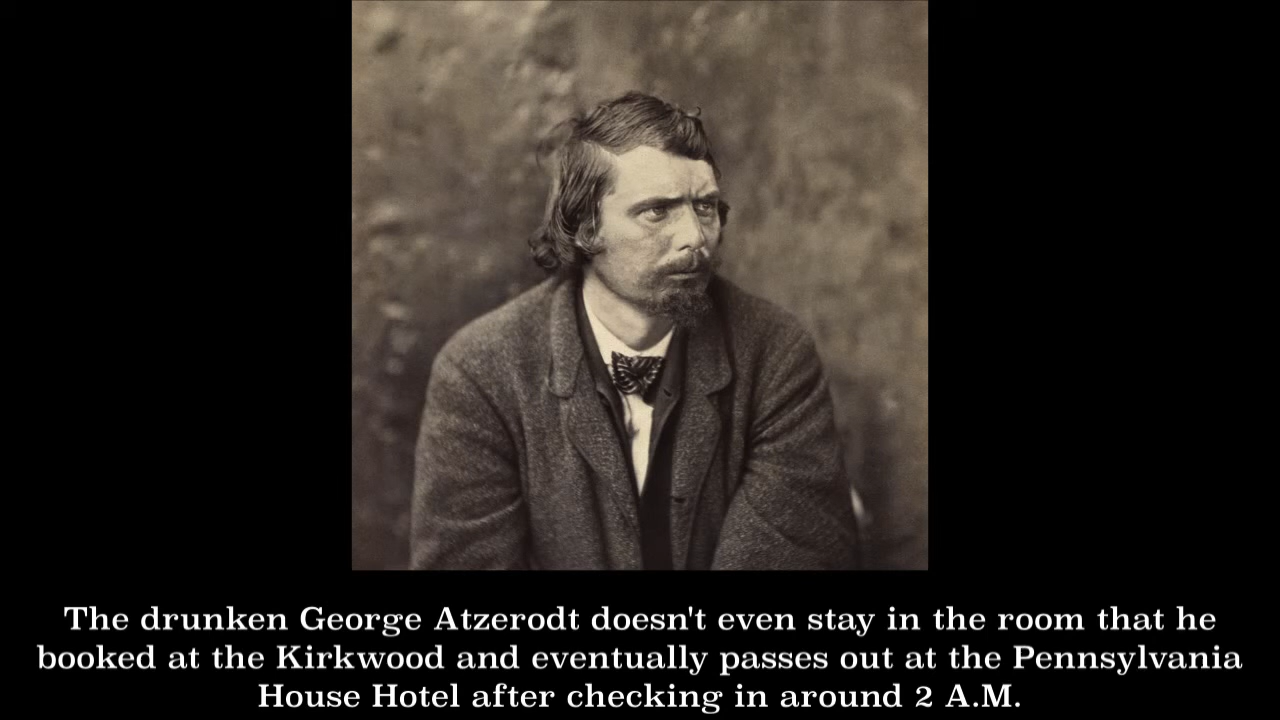 The drunken George Atzerodt doesn't even stay in the room that he
booked at the Kirkwood and eventually passes out at the Pennsylvania
House Hotel after checking in around 2 A.M.